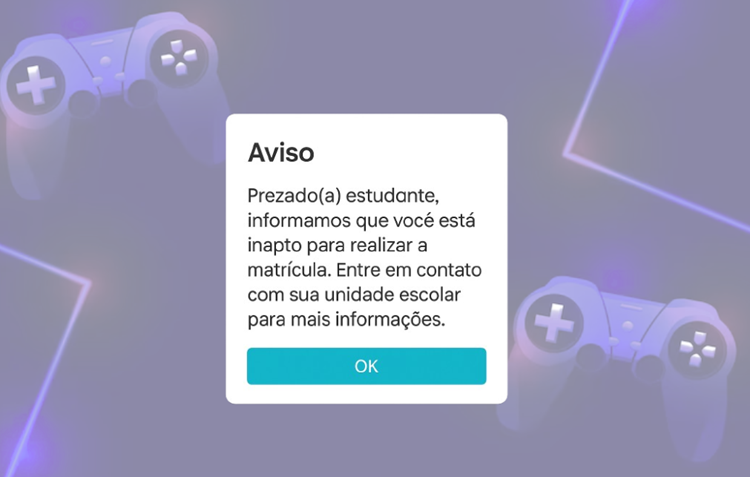 Aviso
Prezado(a) estudante,
informamos que vocé está
inapto para realizar a
matrícula. Entre em contato
com sua unidade escolar
para mais informações.
OK